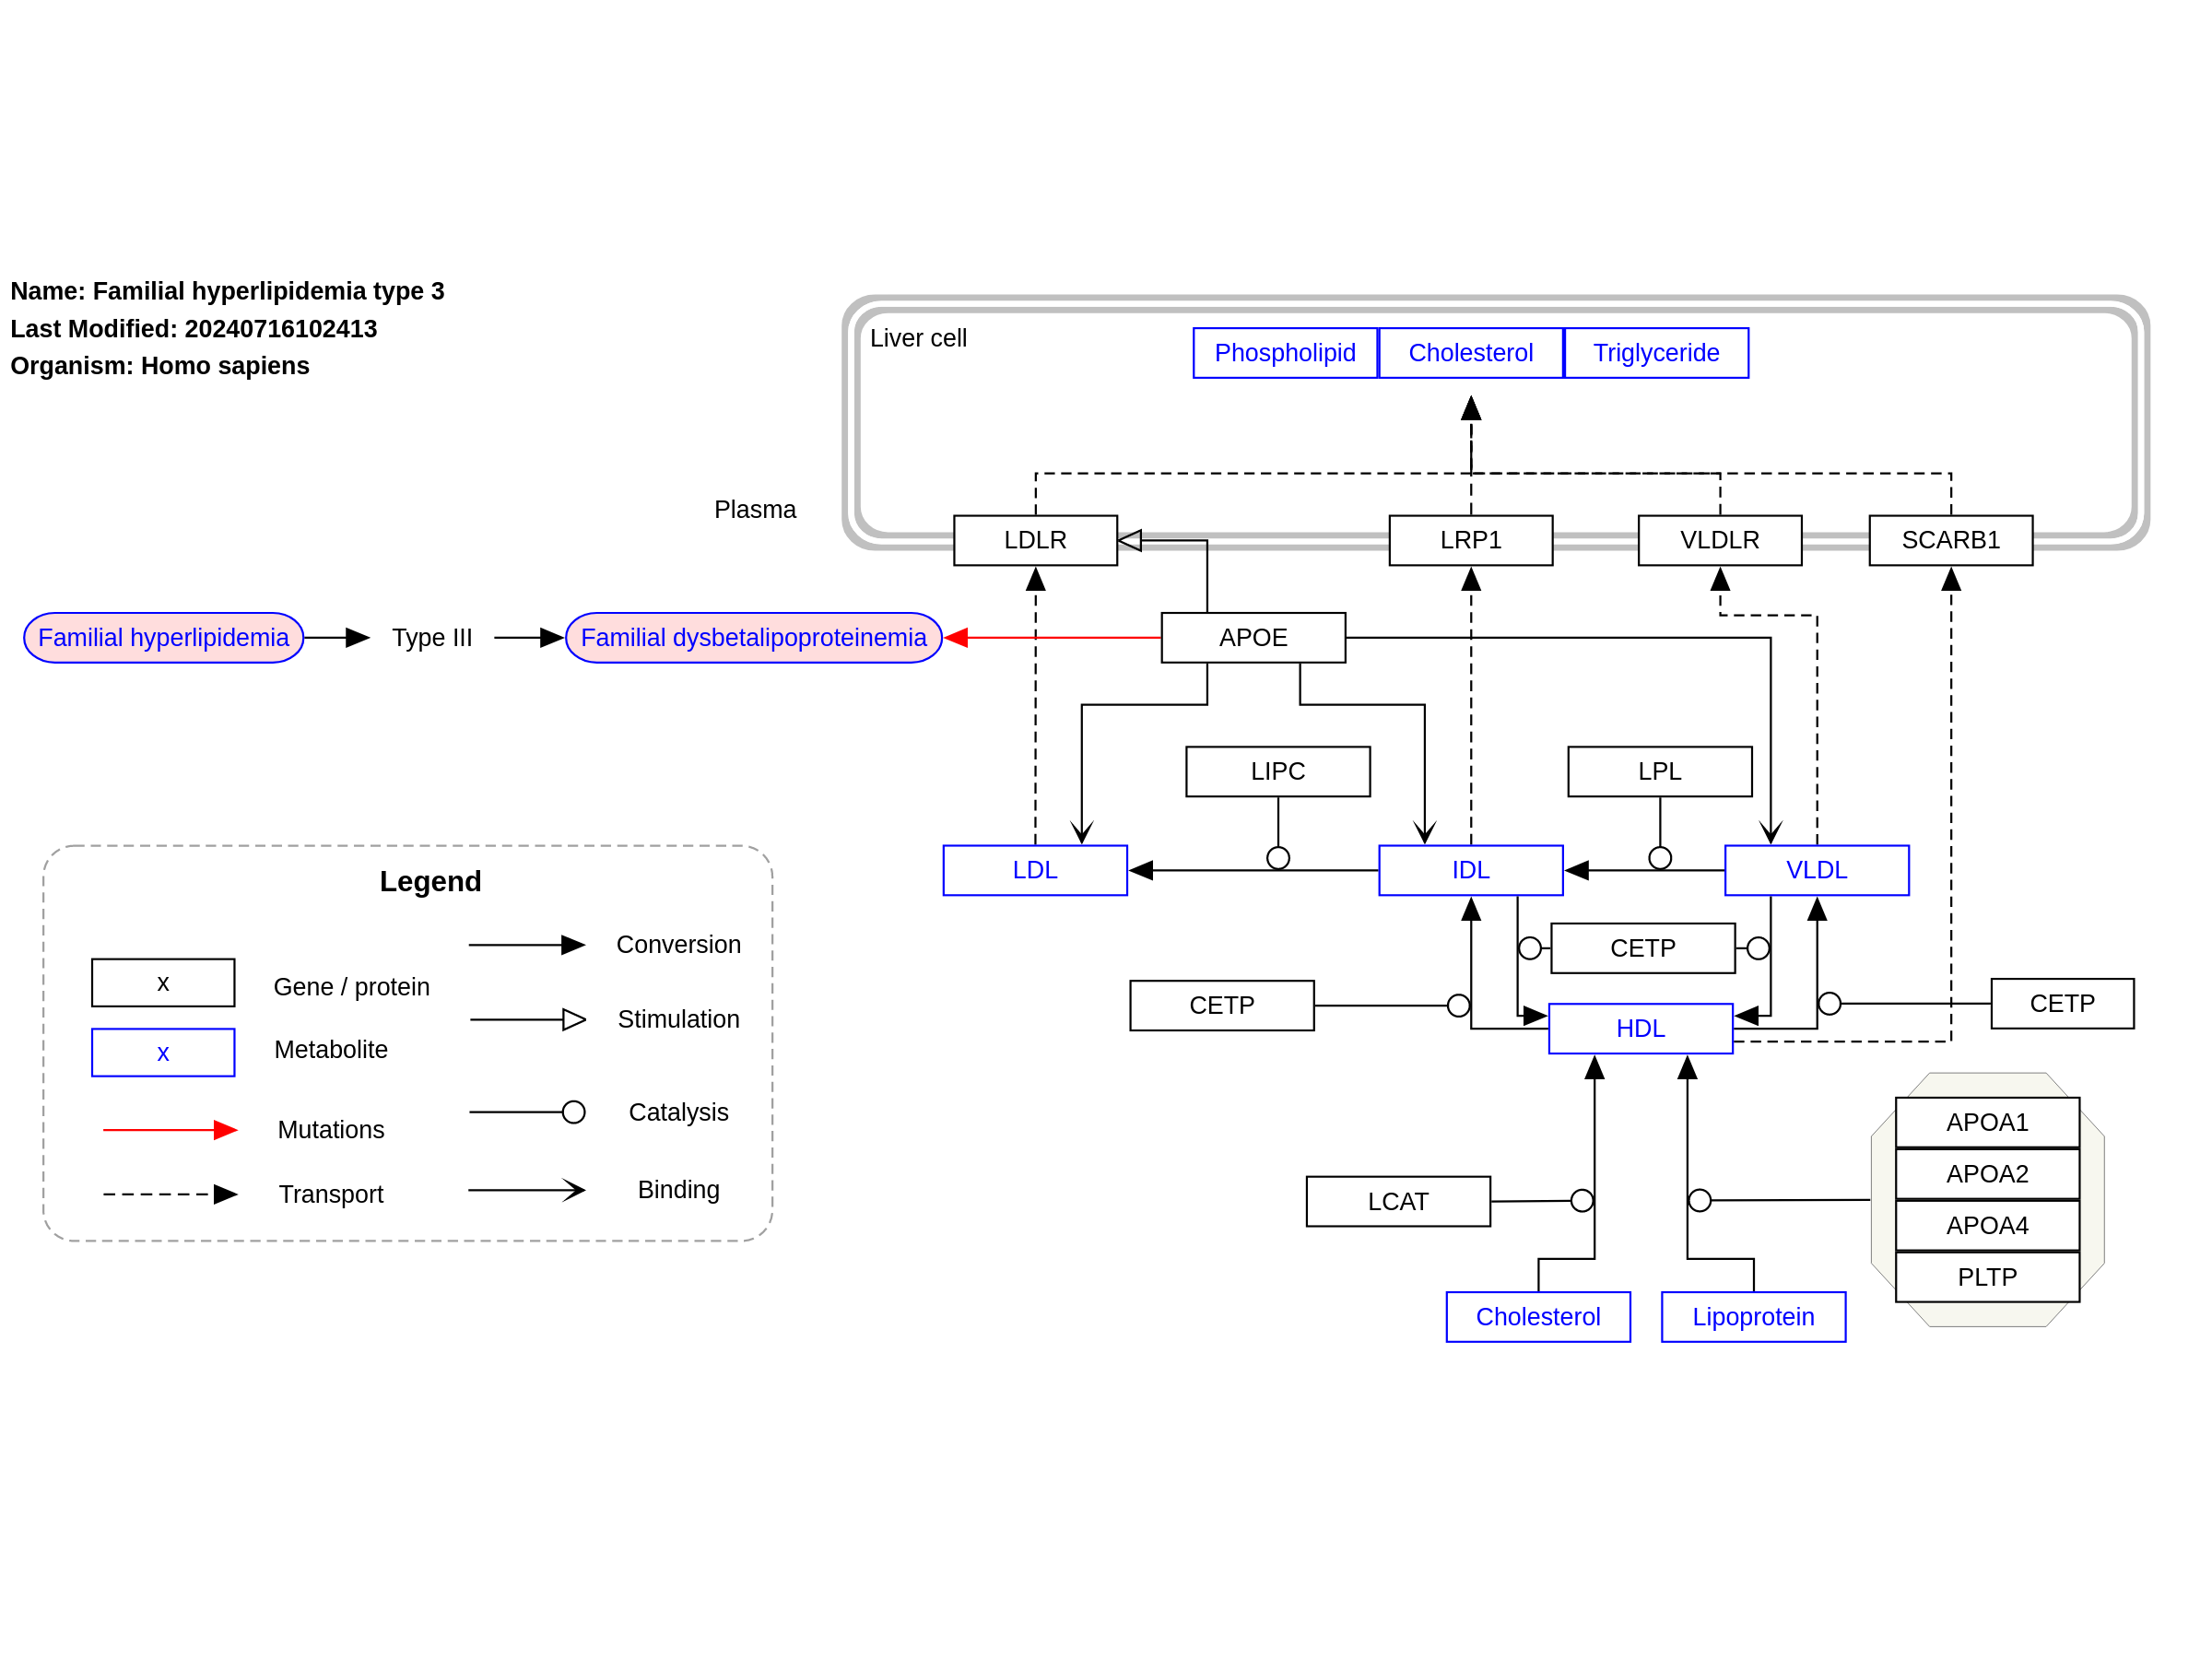 Name: Familial hyperlipidemia type 3
Last Modified: 20240716102413
Organism: Homo sapiens
Liver cell
Phospholipid
Cholesterol
Triglyceride
Plasma
LDLR
LRP1
VLDLR
SCARB1
Familial hyperlipidemia
Type III
Familial dysbetalipoproteinemia
APOE
LIPC
LPL
LDL
IDL
VLDL
CETP
CETP
CETP
HDL
APOA1
APOA2
APOA4
PLTP
LCAT
Cholesterol
Lipoprotein
Legend
x
Gene / protein
x
Metabolite
Mutations
Transport
Conversion
Stimulation
Catalysis
Binding